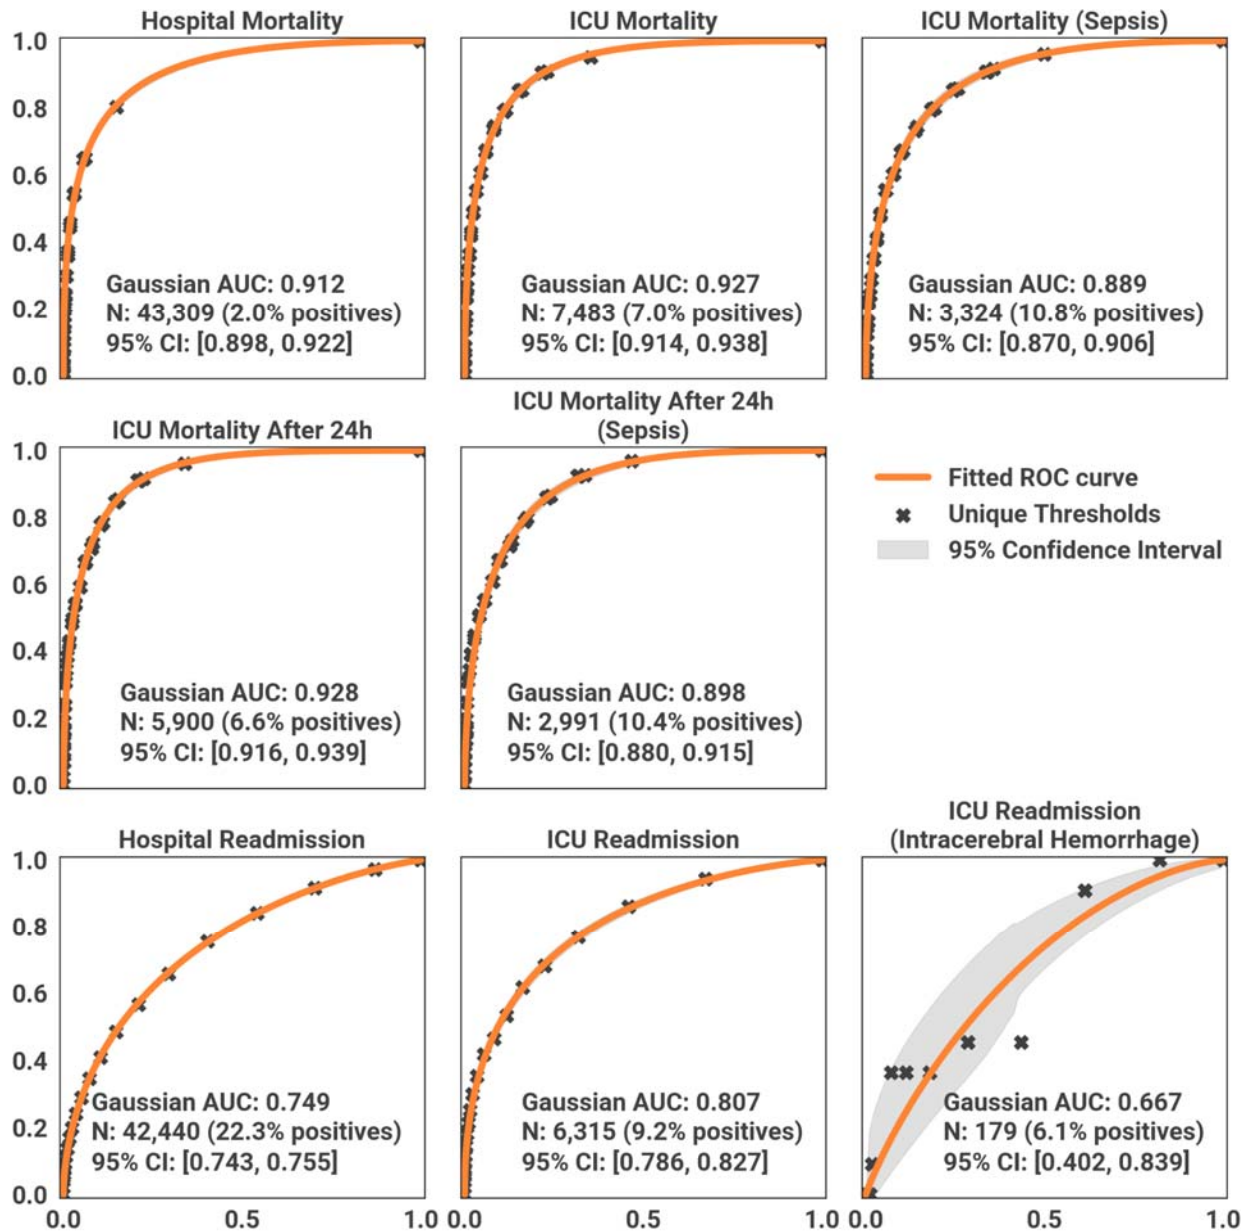 Hospital Mortality
1.0
0.8
0.6
0.4
0.2
0.0
Gaussian AUC: 0.912
N: 43,309 (2.0% positives)
95% CI: [0.898, 0.922]
ICU Mortality
Gaussian AUC: 0.927
N: 7,483 (7.0% positives)
95% CI: [0.914, 0.938]
ICU Mortality (Sepsis)
Gaussian AUC: 0.889
N: 3,324 (10.8% positives)
95% CI: [0.870, 0.906]
ICU Mortality After 24h
1.0
0.8
0.6
0.4
0.2
0.0
Gaussian AUC: 0.928
N: 5,900 (6.6% positives)
95% CI: [0.916, 0.939]
ICU Mortality After 24h
(Sepsis)
Gaussian AUC: 0.898
N: 2,991 (10.4% positives)
95% CI: [0.880, 0.915]
Fitted ROC curve
Unique Thresholds
95% Confidence Interval
Hospital Readmission
1.0
0.8
0.6
0.4
0.2
0.0
Gaussian AUC: 0.749
N: 42,440 (22.3% positives)
95% CI: [0.743, 0.755]
0.0 0.5 1.0
ICU Readmission
Gaussian AUC: 0.807
N: 6,315 (9.2% positives)
95% CI: [0.786, 0.827]
0.0 0.5 1.0
ICU Readmission
(Intracerebral Hemorrhage)
Gaussian AUC: 0.667
N: 179 (6.1% positives)
95% CI: [0.402, 0.839]
0.0 0.5 1.0